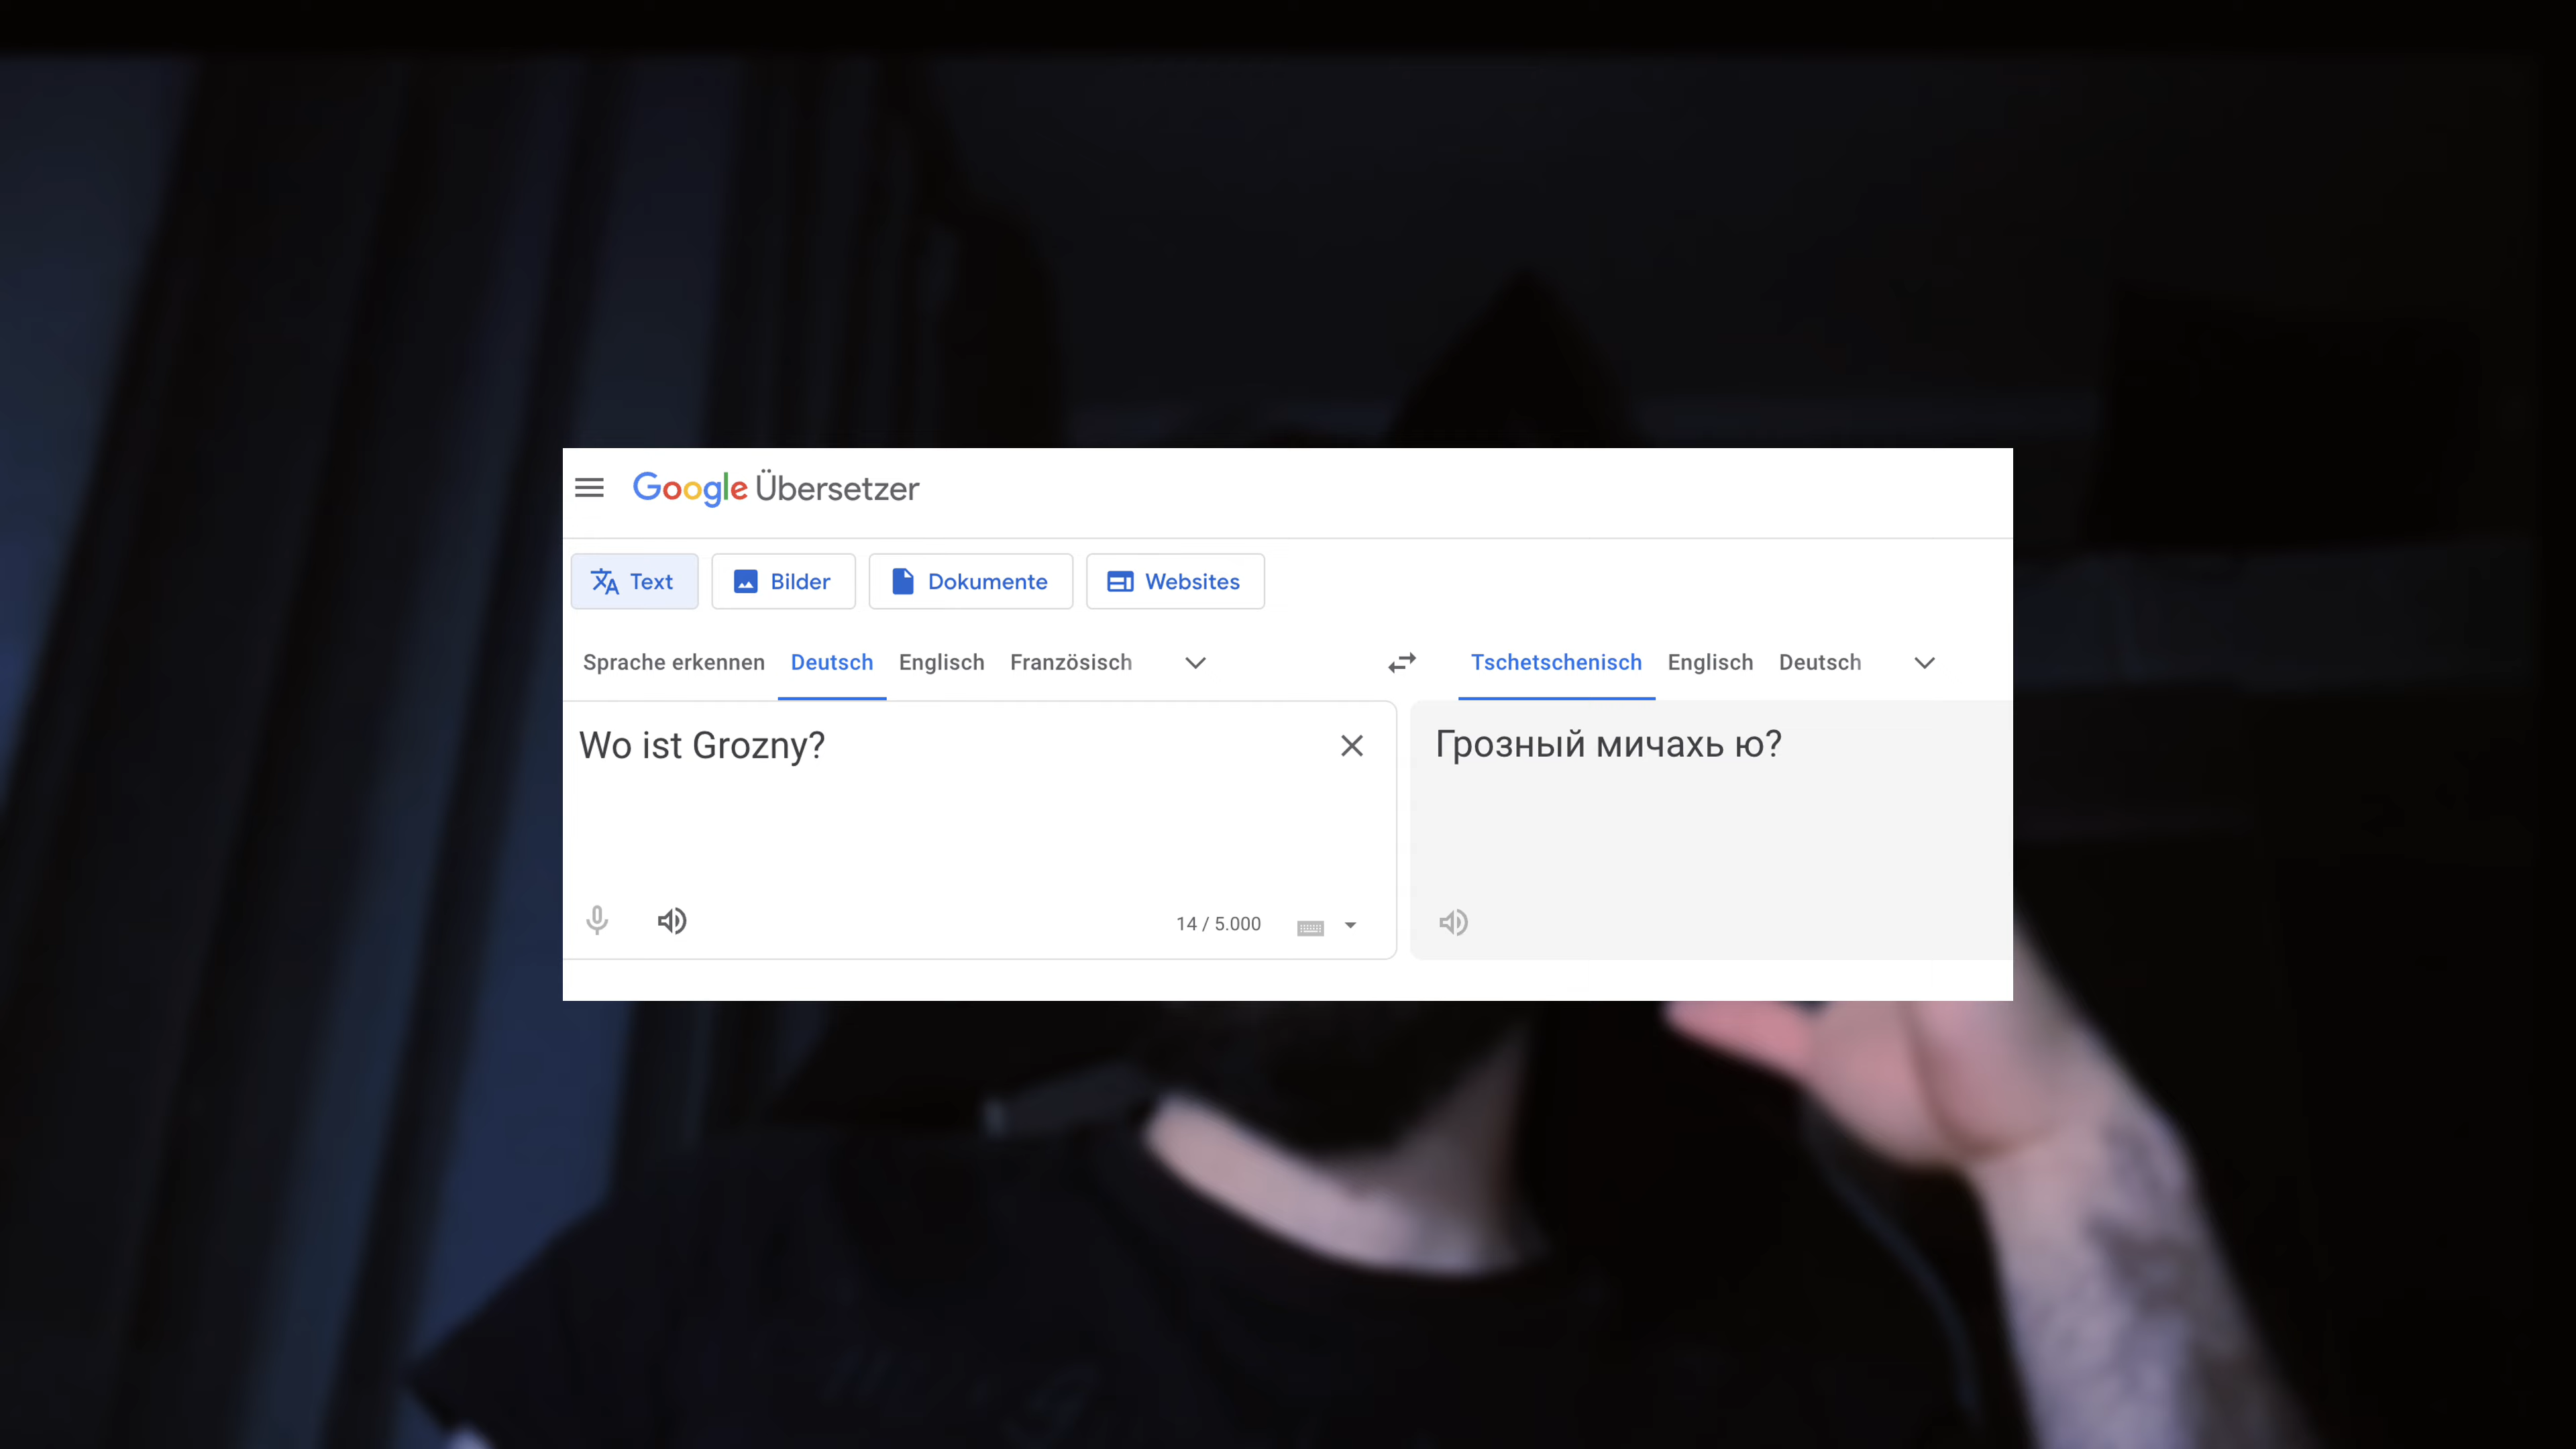 Google Übersetzer
Text Bilder Dokumente Websites
Sprache erkennen Deutsch Englisch Französisch Tschetschenisch Englisch Deutsch
Wo ist Grozny?
Грозный мичахь ю?
14 / 5.000